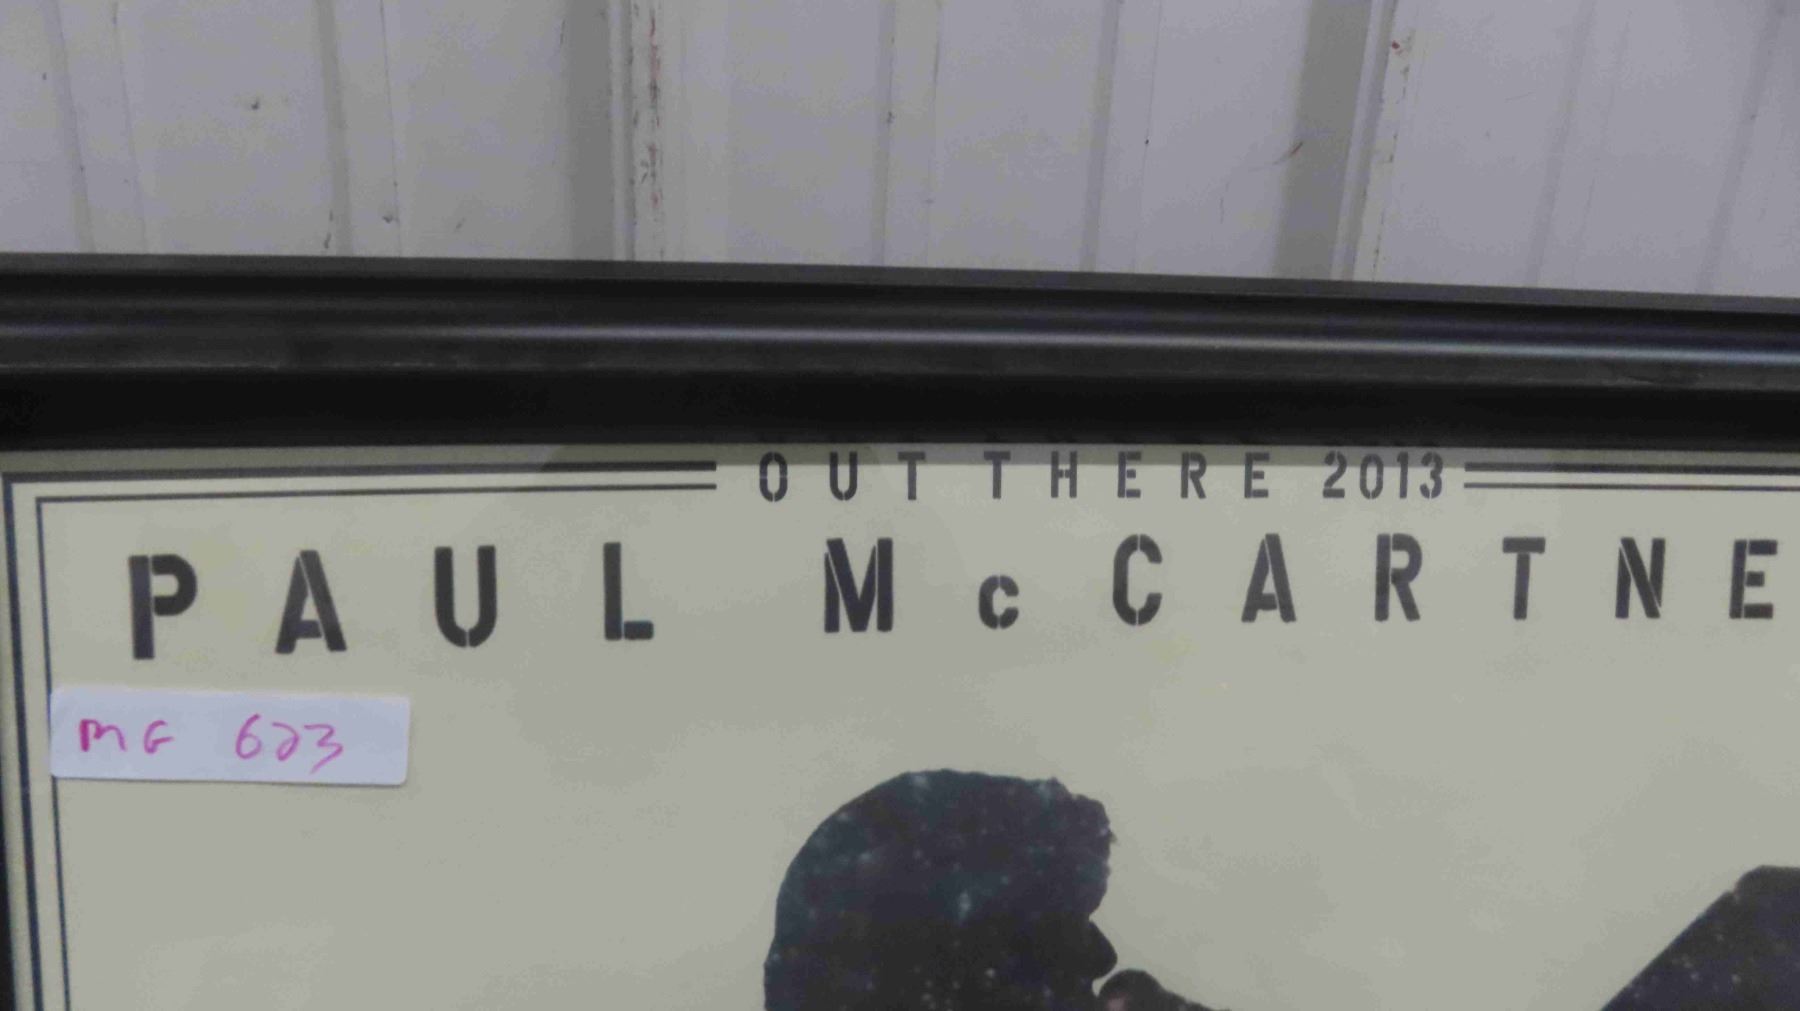 OUT THERE 2013
PAUL McCARTNE
MG 623